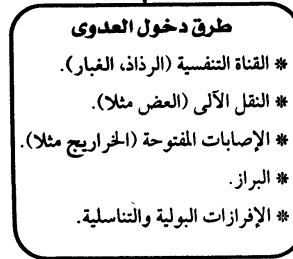 طرق دخول العدوى
* القناة التنفسية (الرذاذ، الغبار).
* النقل الآلى (العض مثلا).
* الإصابات المفتوحة (الخراريج مثلا).
* البراز.
* الإفرازات البولية والتناسلية.